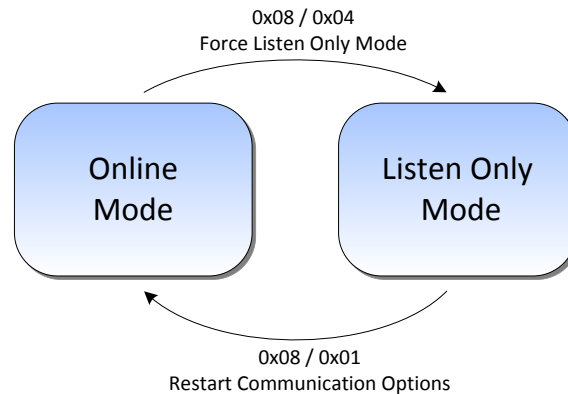 0x08 / 0x04
Force Listen Only Mode
Online
Mode
Listen Only
Mode
0x08 / 0x01
Restart Communication Options